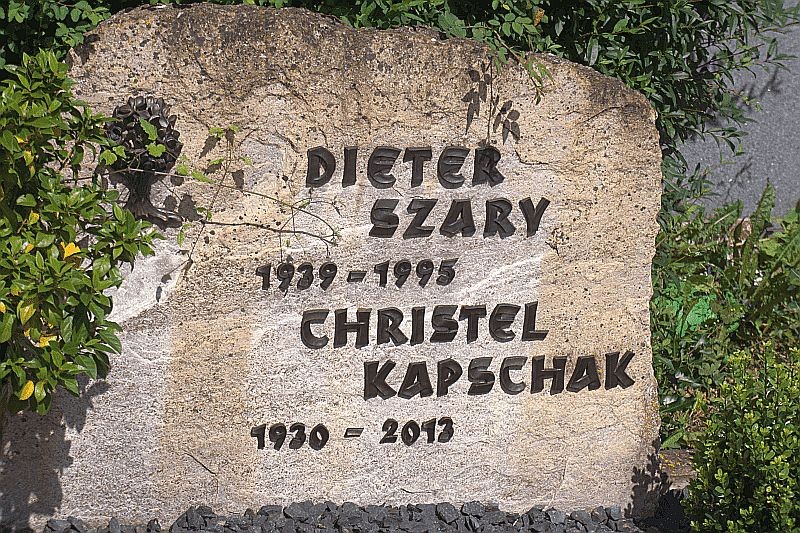 DIETER
SZARY
1939 - 1995
CHRISTEL
KAPSCHAK
1930 - 2013